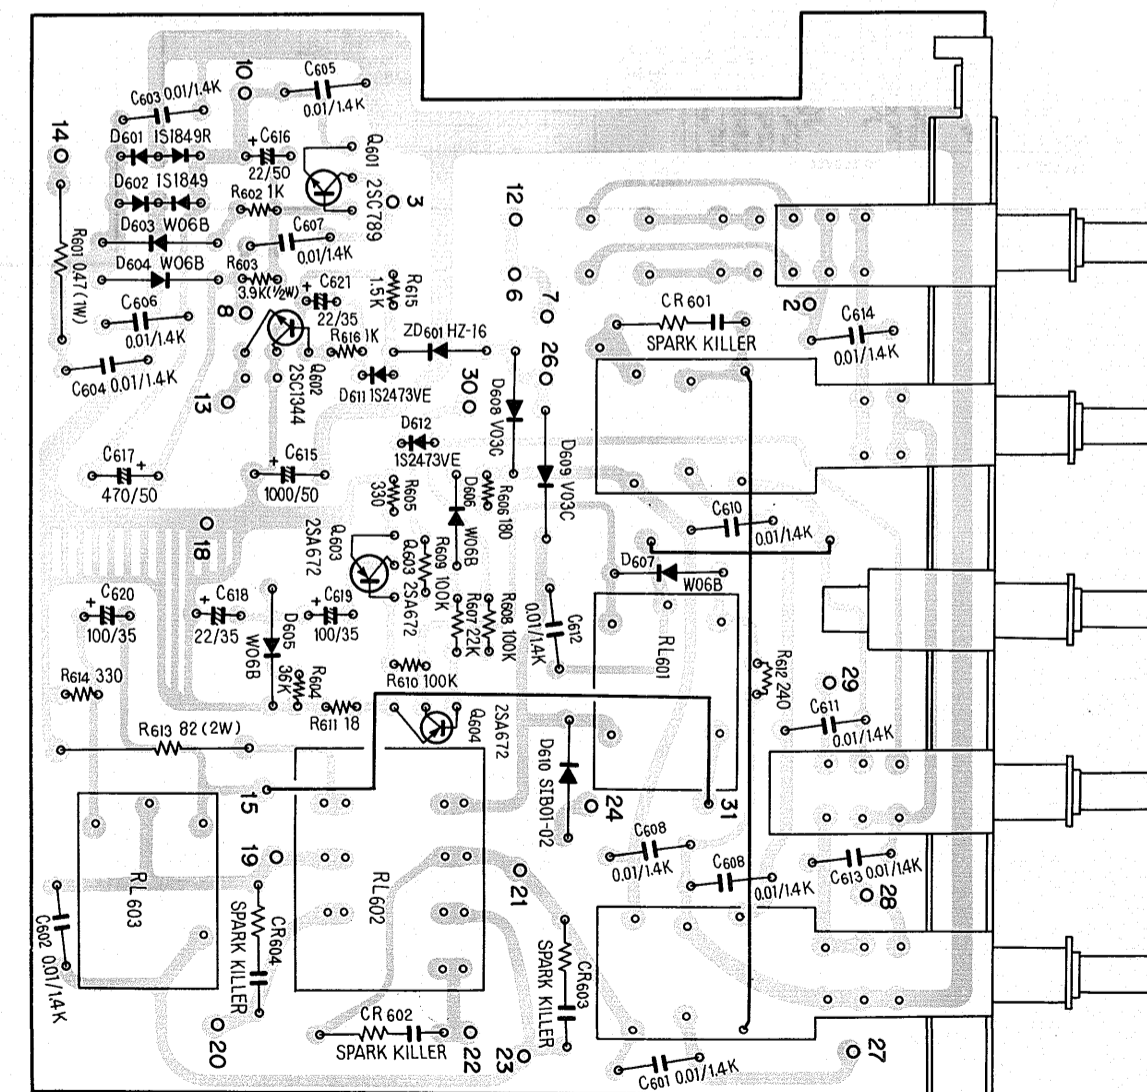 C605
0.01/1.4K
10
C603 0.01/1.4K
14
D601 1S1849R
C616
22/50
Q601 2SC789
D602 1S1849
R602 1K
3
12
D603 W06B
C607
0.01/1.4K
R601 0.47 (1W)
D604 W06B
R603
3.9K(½W)
R615
1.5K
6
C621
22/35
8
C606
0.01/1.4K
7
CR601
SPARK KILLER
2
C614
0.01/1.4K
R616 1K
ZD601 HZ-16
26
C604 0.01/1.4K
Q602
2SC1344
D611 1S2473VE
30
D608 V03C
13
D612
1S2473VE
D609 V03C
C617
470/50
C615
1000/50
R605
330
D606
W06B
R606 180
C610
0.01/1.4K
18
Q603
2SA672
Q603 2SA672
R609 100K
D607
W06B
C620
100/35
C618
22/35
D605
W06B
C619
100/35
R607 22K
R608 100K
C612
0.01/1.4K
RL601
R612 240
29
R614 330
R604
36K
R610 100K
R611 18
C611
0.01/1.4K
R613 82 (2W)
Q604
2SA672
D610 SIB01-02
15
24
31
C608
0.01/1.4K
C608
0.01/1.4K
C613 0.01/1.4K
28
19
21
RL603
RL602
C602 0.01/1.4K
CR604
SPARK KILLER
CR603
SPARK KILLER
20
CR602
SPARK KILLER
22
23
C601 0.01/1.4K
27